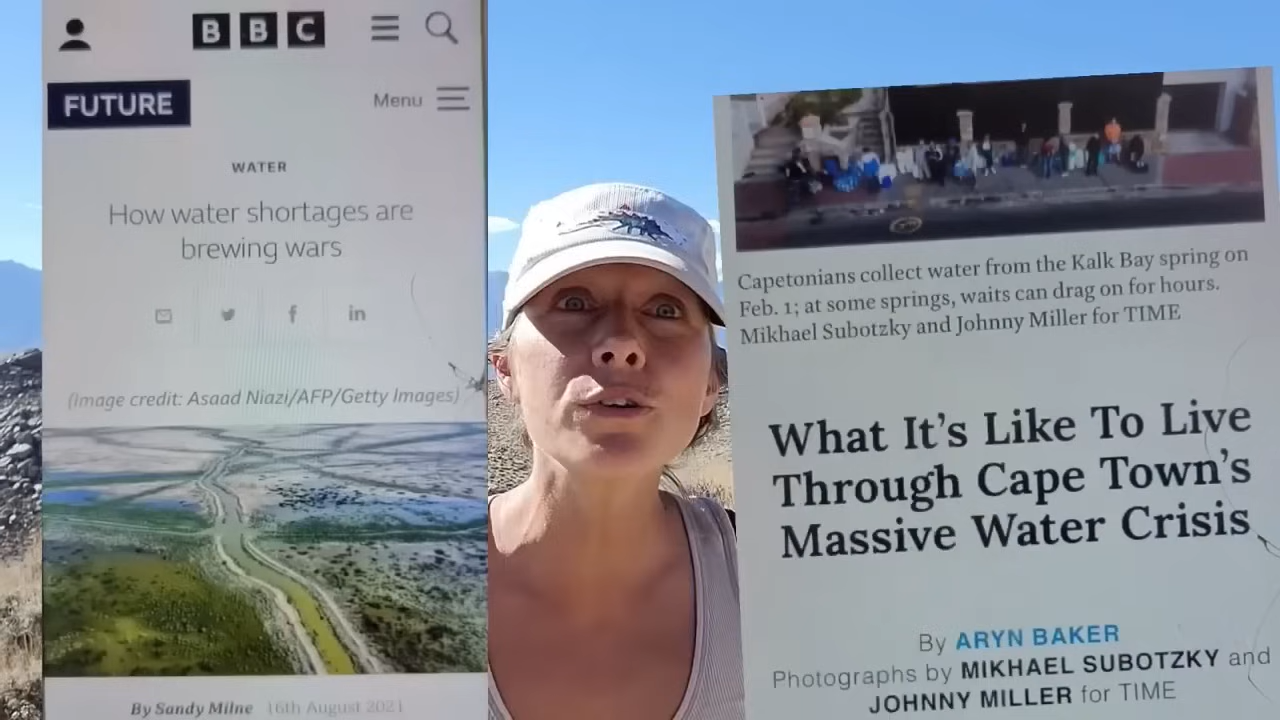 BBC
FUTURE
Menu
WATER
How water shortages are
brewing wars
(Image credit: Asaad Niazi/AFP/Getty Images)
By Sandy Milne 16th August 2021
Capetonians collect water from the Kalk Bay spring on
Feb. 1; at some springs, waits can drag on for hours.
Mikhael Subotzky and Johnny Miller for TIME
What It's Like To Live
Through Cape Town's
Massive Water Crisis
By ARYN BAKER
Photographs by MIKHAEL SUBOTZKY and
JOHNNY MILLER for TIME